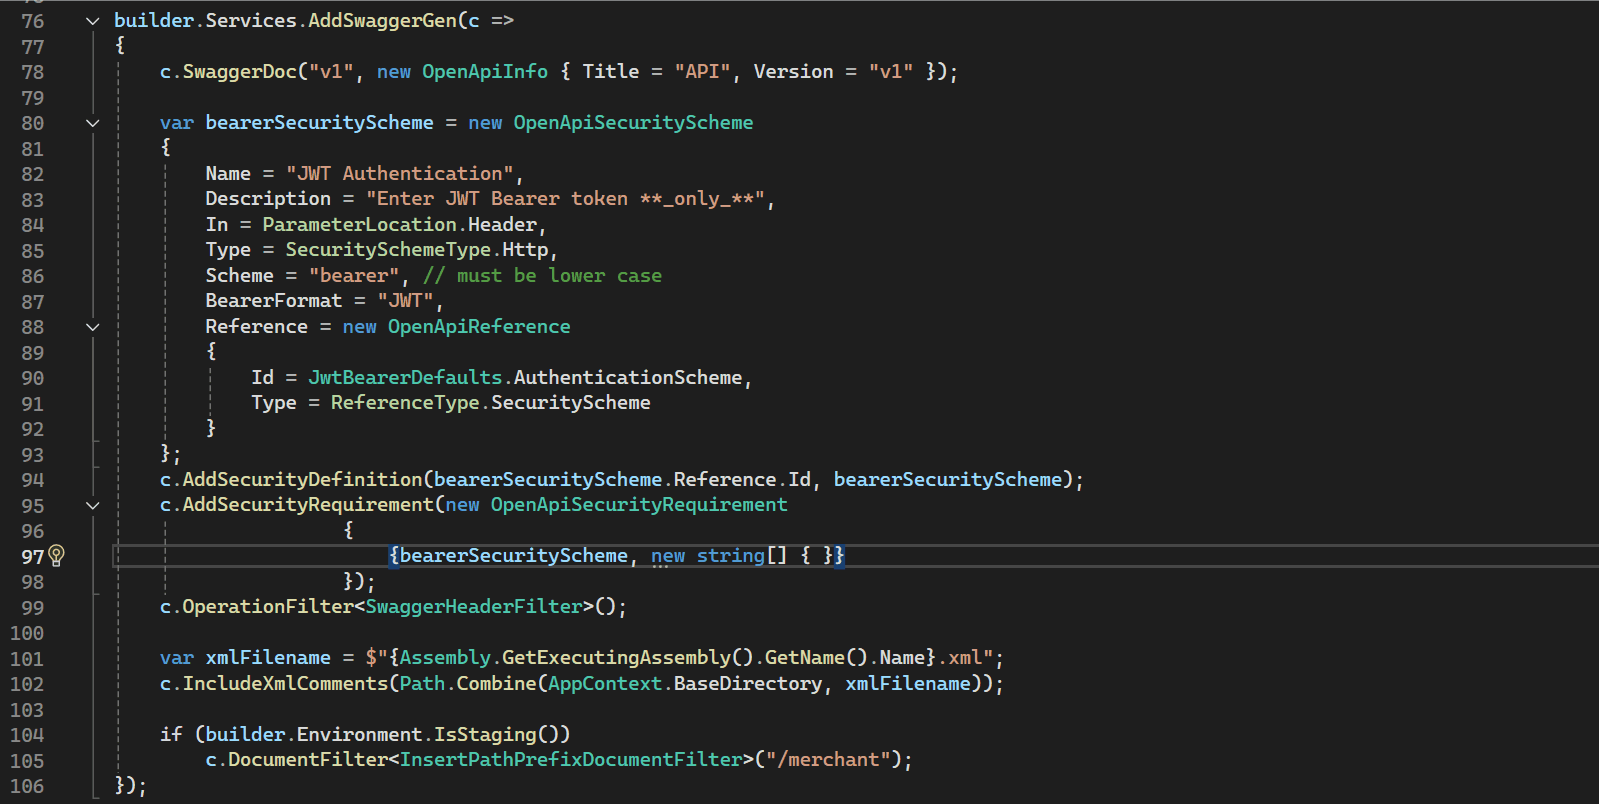 76 builder.Services.AddSwaggerGen(c =>
77 {
78 c.SwaggerDoc("v1", new OpenApiInfo { Title = "API", Version = "v1" });
79
80 var bearerSecurityScheme = new OpenApiSecurityScheme
81 {
82 Name = "JWT Authentication",
83 Description = "Enter JWT Bearer token **_only_**",
84 In = ParameterLocation.Header,
85 Type = SecuritySchemeType.Http,
86 Scheme = "bearer", // must be lower case
87 BearerFormat = "JWT",
88 Reference = new OpenApiReference
89 {
90 Id = JwtBearerDefaults.AuthenticationScheme,
91 Type = ReferenceType.SecurityScheme
92 }
93 };
94 c.AddSecurityDefinition(bearerSecurityScheme.Reference.Id, bearerSecurityScheme);
95 c.AddSecurityRequirement(new OpenApiSecurityRequirement
96 {
97 {bearerSecurityScheme, new string[] { }}
98 });
99 c.OperationFilter<SwaggerHeaderFilter>();
100
101 var xmlFilename = $"{Assembly.GetExecutingAssembly().GetName().Name}.xml";
102 c.IncludeXmlComments(Path.Combine(AppContext.BaseDirectory, xmlFilename));
103
104 if (builder.Environment.IsStaging())
105 c.DocumentFilter<InsertPathPrefixDocumentFilter>("/merchant");
106 });